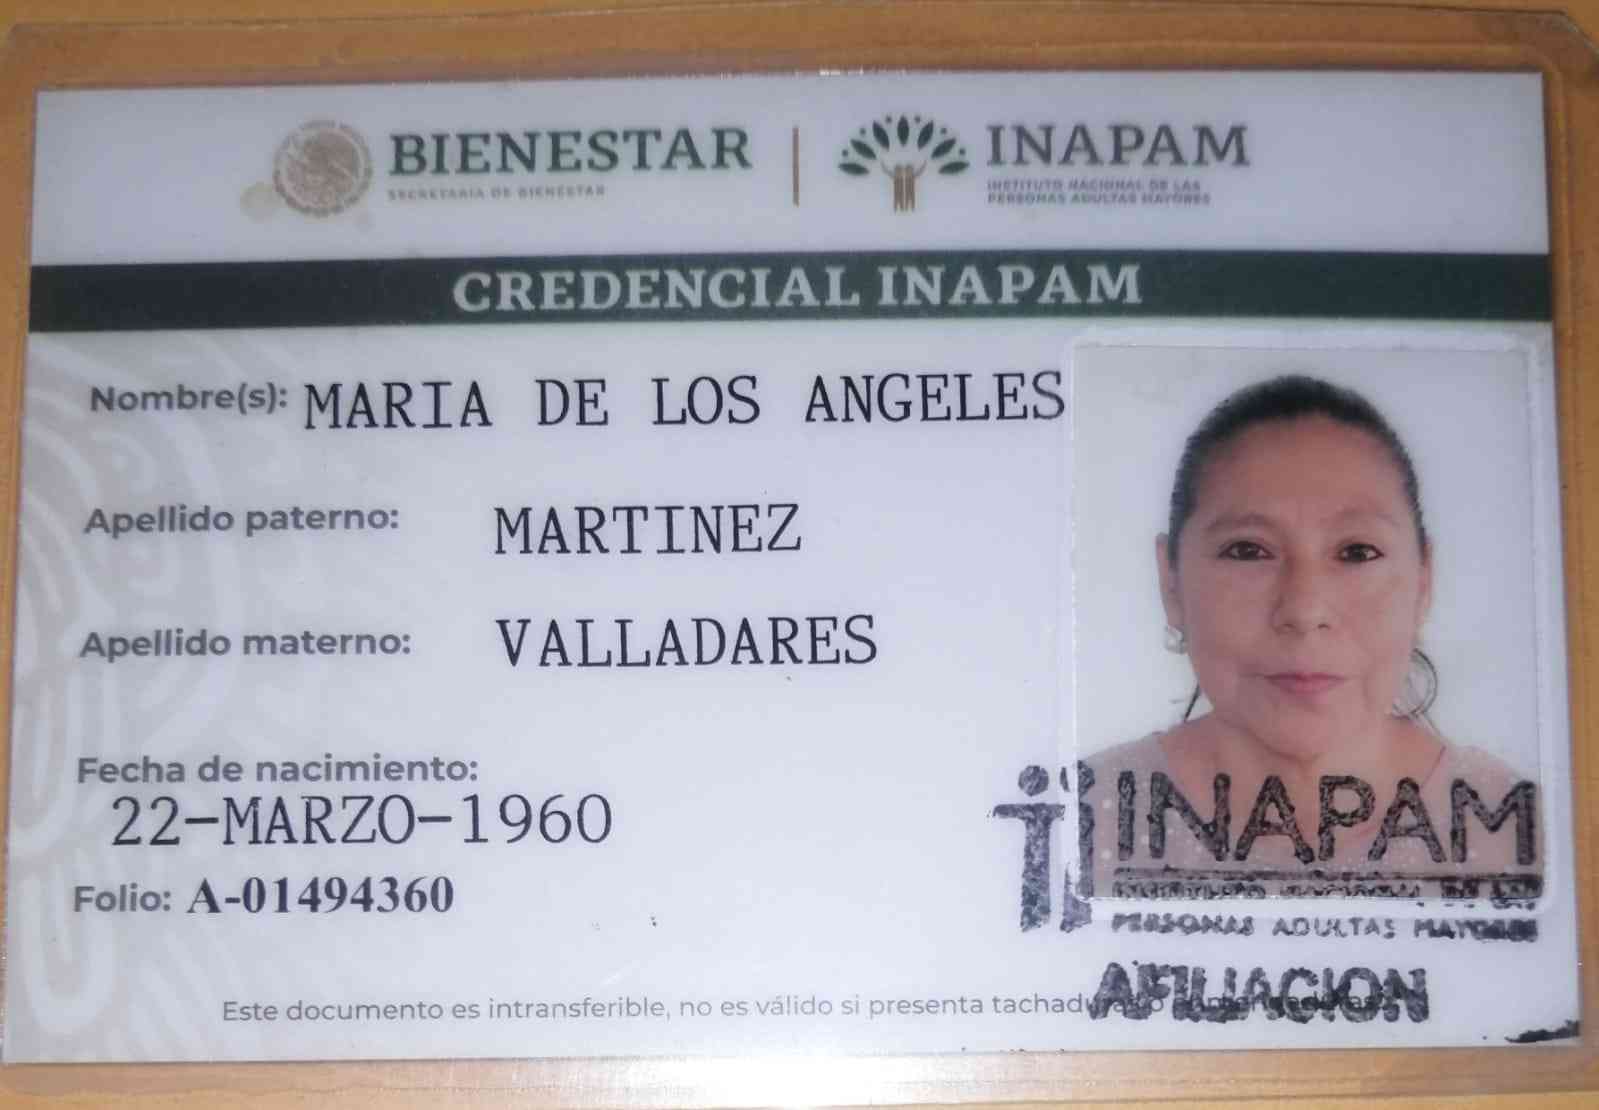 BIENESTAR
SECRETARÍA DE BIENESTAR
INAPAM
INSTITUTO NACIONAL DE LAS
PERSONAS ADULTAS MAYORES
CREDENCIAL INAPAM
Nombre(s): MARIA DE LOS ANGELES
Apellido paterno: MARTINEZ
Apellido materno: VALLADARES
Fecha de nacimiento:
22-MARZO-1960
Folio: A-01494360
INAPAM
PERSONAS ADULTAS MAYORES
AFILIACION
Este documento es intransferible, no es válido si presenta tachaduras o